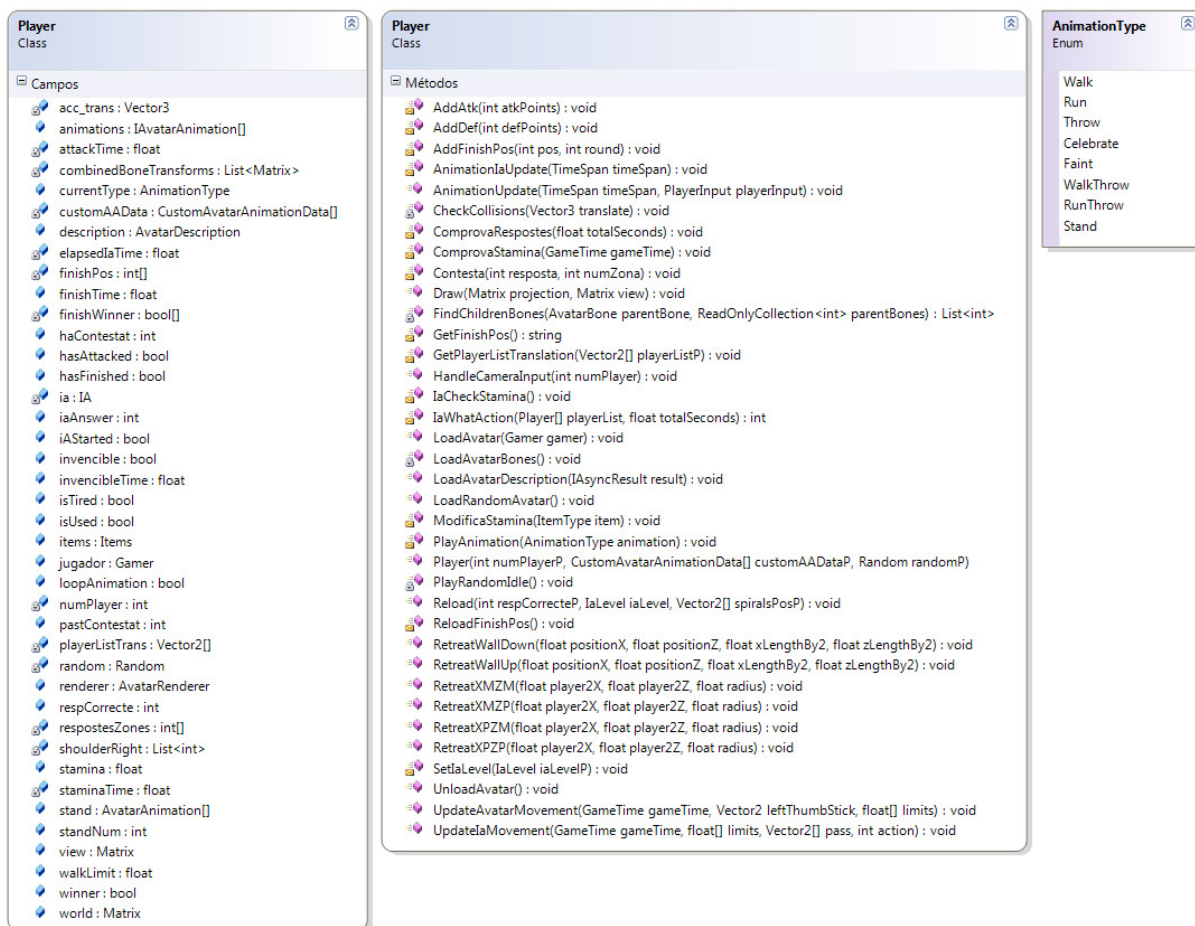 Player
Class
Campos
acc_trans : Vector3
animations : IAvatarAnimation[]
attackTime : float
combinedBoneTransforms : List<Matrix>
currentType : AnimationType
customAAData : CustomAvatarAnimationData[]
description : AvatarDescription
elapsedIaTime : float
finishPos : int[]
finishTime : float
finishWinner : bool[]
haContestat : int
hasAttacked : bool
hasFinished : bool
ia : IA
iaAnswer : int
iAStarted : bool
invencible : bool
invencibleTime : float
isTired : bool
isUsed : bool
items : Items
jugador : Gamer
loopAnimation : bool
numPlayer : int
pastContestat : int
playerListTrans : Vector2[]
random : Random
renderer : AvatarRenderer
respCorrecte : int
respostesZones : int[]
shoulderRight : List<int>
stamina : float
staminaTime : float
stand : AvatarAnimation[]
standNum : int
view : Matrix
walkLimit : float
winner : bool
world : Matrix
Player
Class
Métodos
AddAtk(int atkPoints) : void
AddDef(int defPoints) : void
AddFinishPos(int pos, int round) : void
AnimationIaUpdate(TimeSpan timeSpan) : void
AnimationUpdate(TimeSpan timeSpan, PlayerInput playerInput) : void
CheckCollisions(Vector3 translate) : void
ComprovaRespostes(float totalSeconds) : void
ComprovaStamina(GameTime gameTime) : void
Contesta(int resposta, int numZona) : void
Draw(Matrix projection, Matrix view) : void
FindChildrenBones(AvatarBone parentBone, ReadOnlyCollection<int> parentBones) : List<int>
GetFinishPos() : string
GetPlayerListTranslation(Vector2[] playerListP) : void
HandleCameraInput(int numPlayer) : void
IaCheckStamina() : void
IaWhatAction(Player[] playerList, float totalSeconds) : int
LoadAvatar(Gamer gamer) : void
LoadAvatarBones() : void
LoadAvatarDescription(IAsyncResult result) : void
LoadRandomAvatar() : void
ModificaStamina(ItemType item) : void
PlayAnimation(AnimationType animation) : void
Player(int numPlayerP, CustomAvatarAnimationData[] customAADataP, Random randomP)
PlayRandomIdle() : void
Reload(int respCorrecteP, IaLevel iaLevel, Vector2[] spiralsPosP) : void
ReloadFinishPos() : void
RetreatWallDown(float positionX, float positionZ, float xLengthBy2, float zLengthBy2) : void
RetreatWallUp(float positionX, float positionZ, float xLengthBy2, float zLengthBy2) : void
RetreatXMZM(float player2X, float player2Z, float radius) : void
RetreatXMZP(float player2X, float player2Z, float radius) : void
RetreatXPZM(float player2X, float player2Z, float radius) : void
RetreatXPZP(float player2X, float player2Z, float radius) : void
SetIaLevel(IaLevel iaLevelP) : void
UnloadAvatar() : void
UpdateAvatarMovement(GameTime gameTime, Vector2 leftThumbStick, float[] limits) : void
UpdateIaMovement(GameTime gameTime, float[] limits, Vector2[] pass, int action) : void
AnimationType
Enum
Walk
Run
Throw
Celebrate
Faint
WalkThrow
RunThrow
Stand